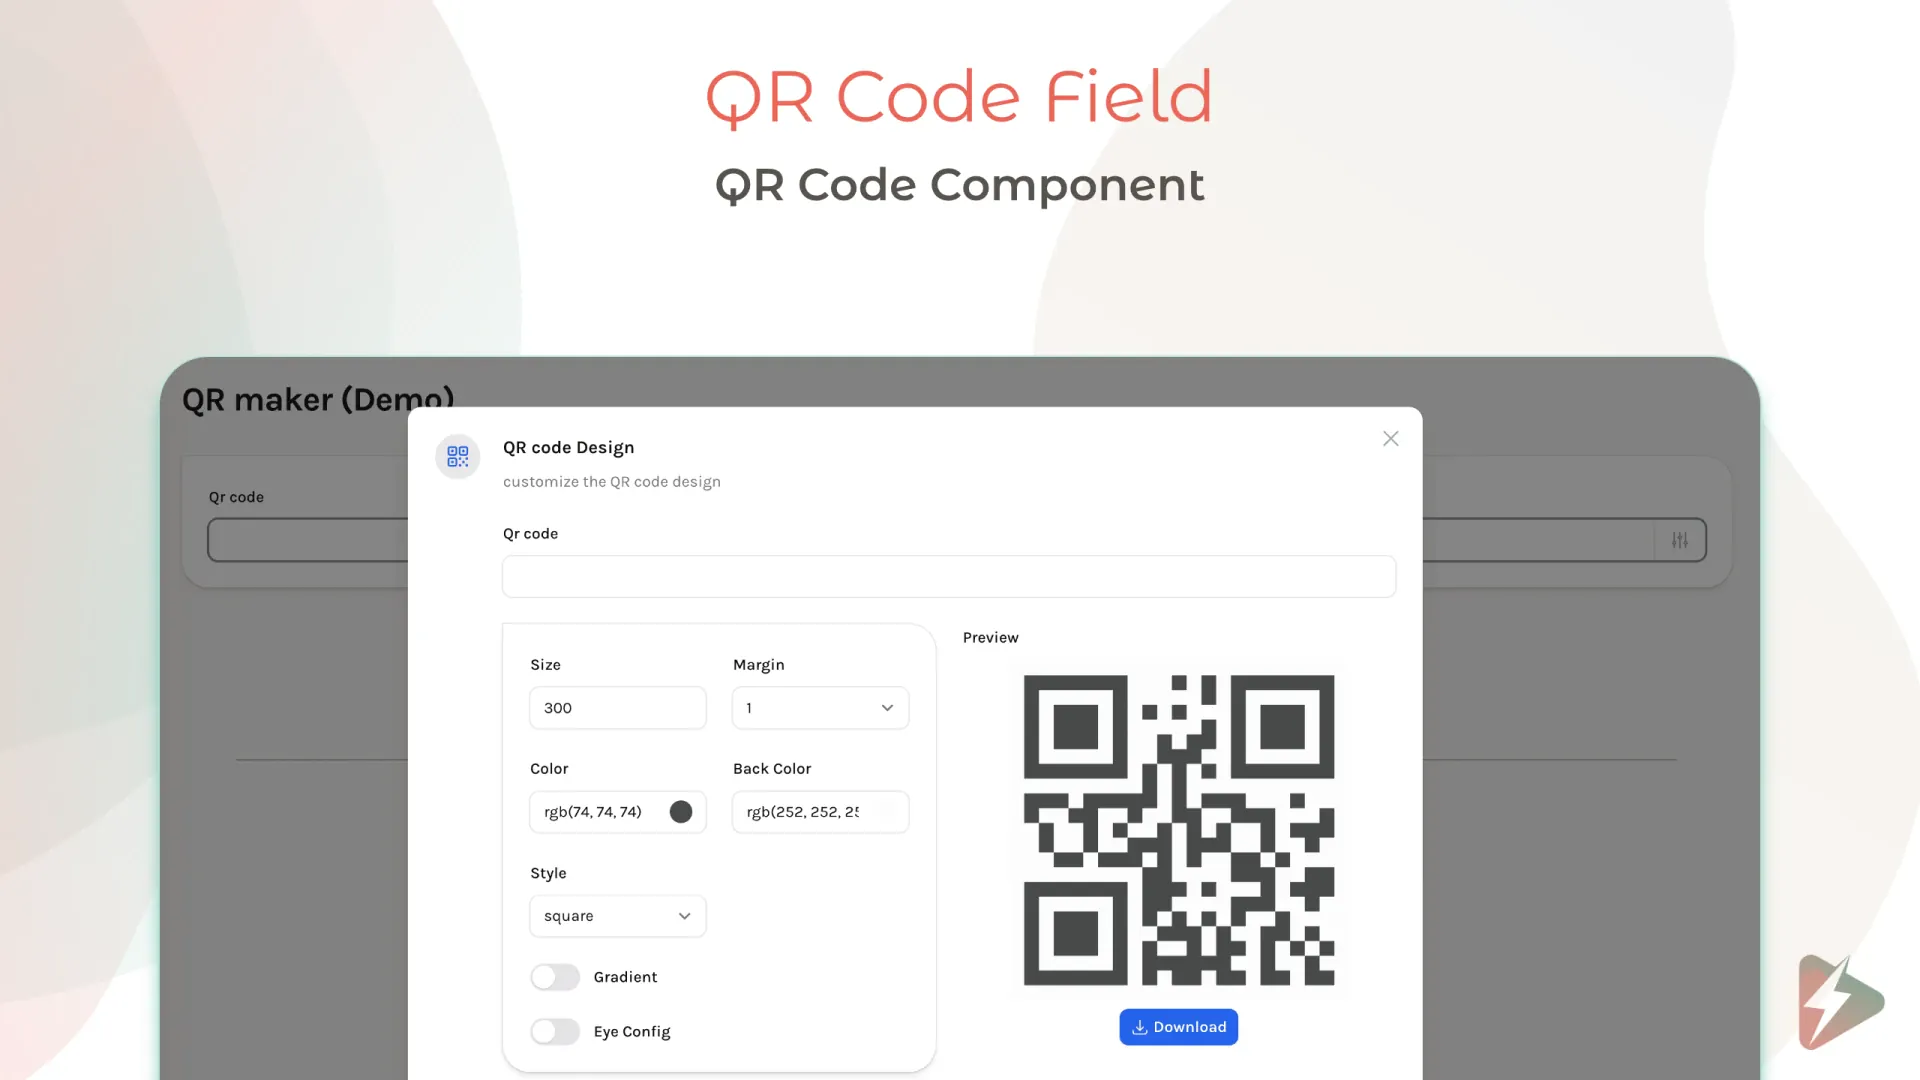 QR Code Field
QR Code Component
QR maker (Demo)
QR code Design
customize the QR code design
Qr code
Qr code
Preview
Size
Margin
300
1
Color
Back Color
rgb(74, 74, 74)
rgb(252, 252, 25
Style
square
Gradient
Eye Config
Download